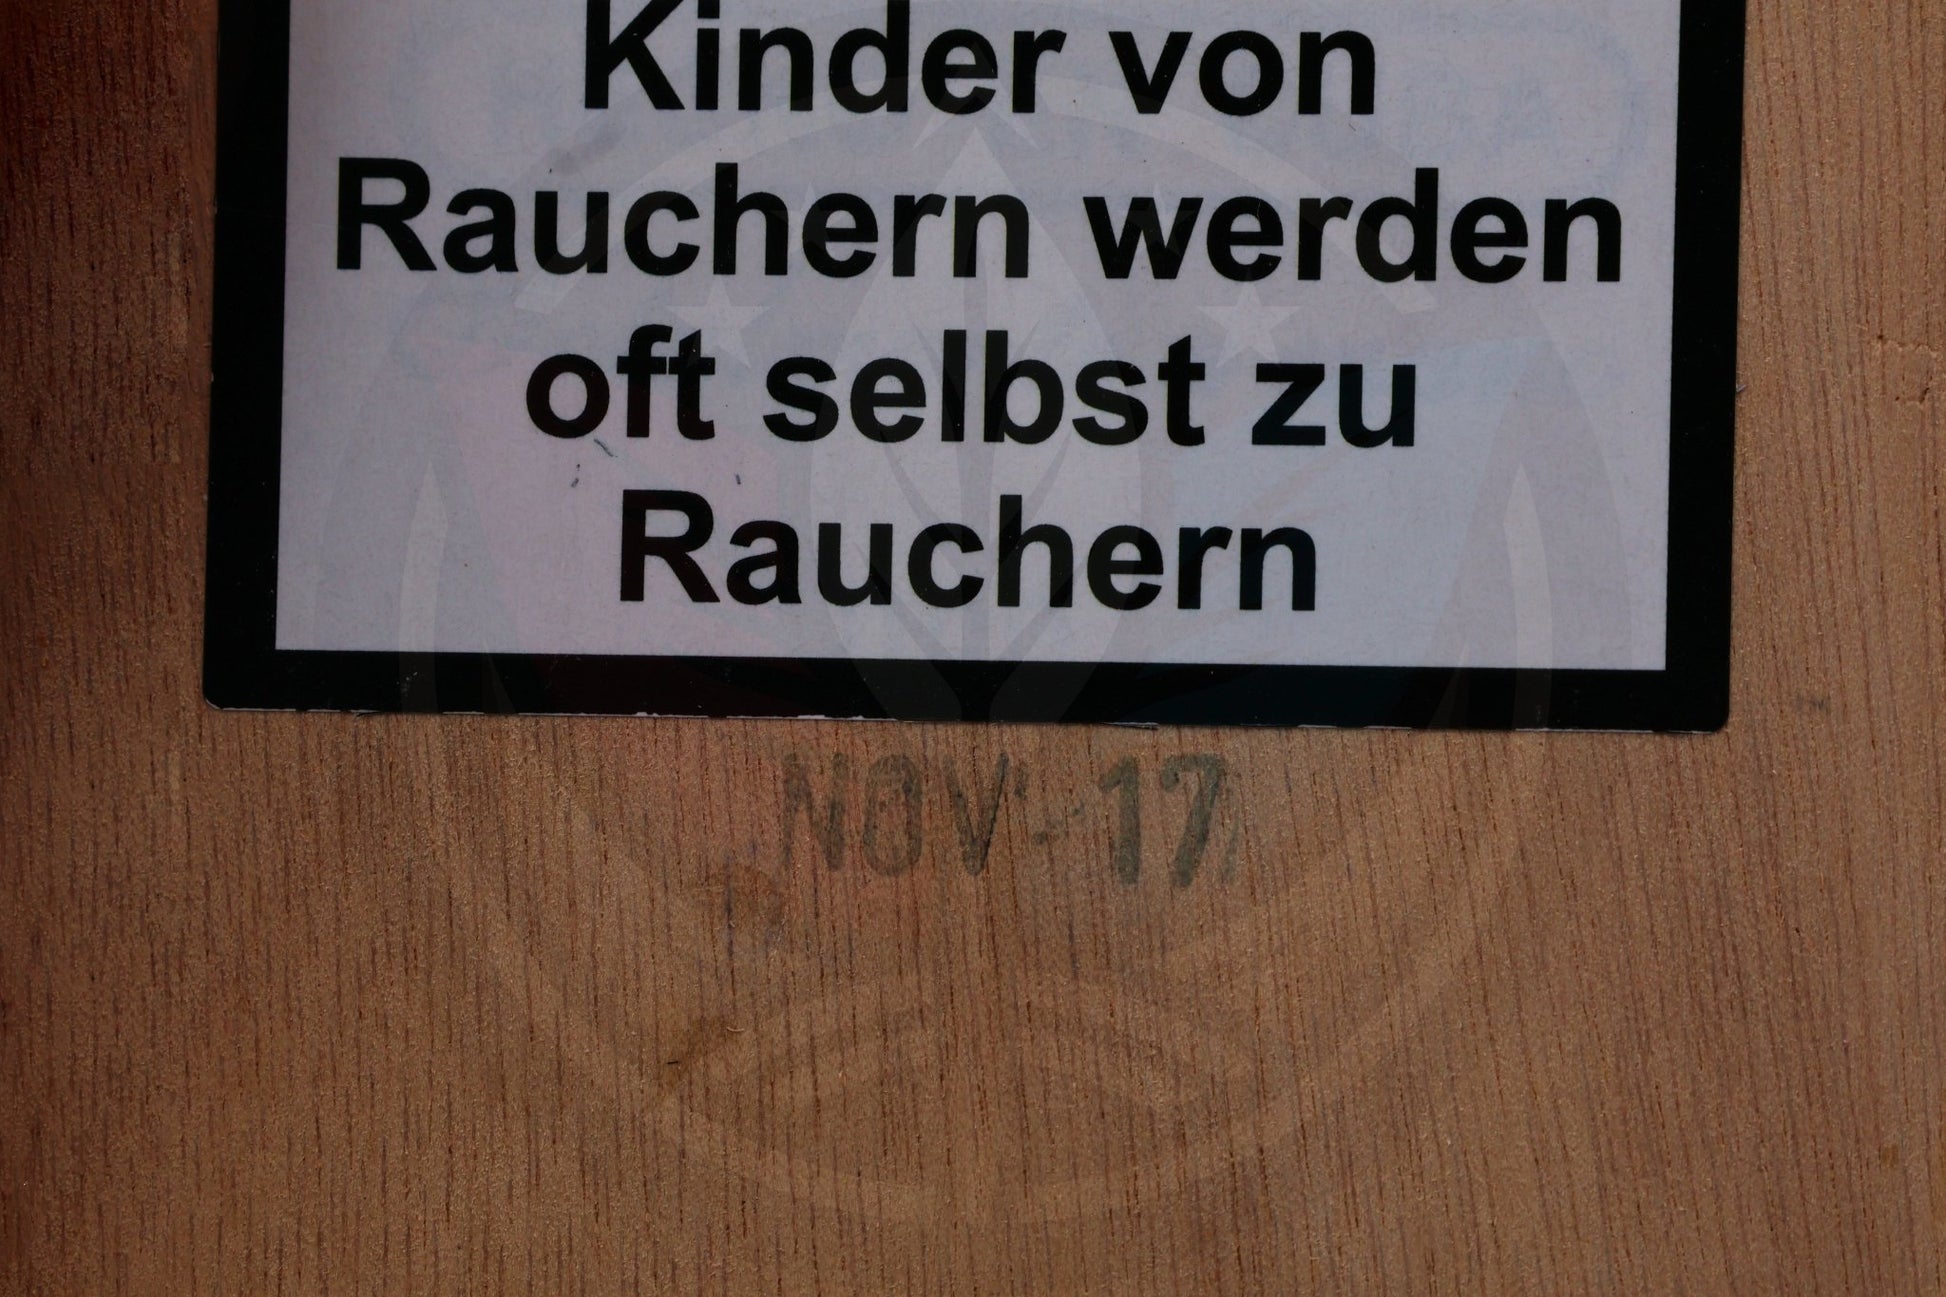 Kinder von
Rauchern werden
oft selbst zu
Rauchern
NOV-17